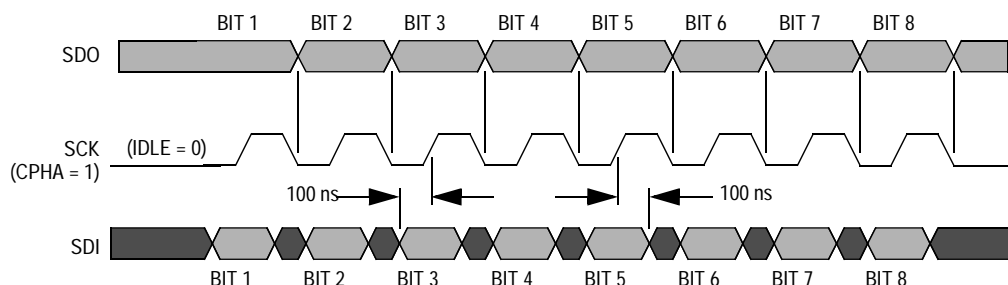 BIT 1 BIT 2 BIT 3 BIT 4 BIT 5 BIT 6 BIT 7 BIT 8
SDO
SCK (IDLE = 0)
(CPHA = 1)
100 ns 100 ns
SDI
BIT 1 BIT 2 BIT 3 BIT 4 BIT 5 BIT 6 BIT 7 BIT 8